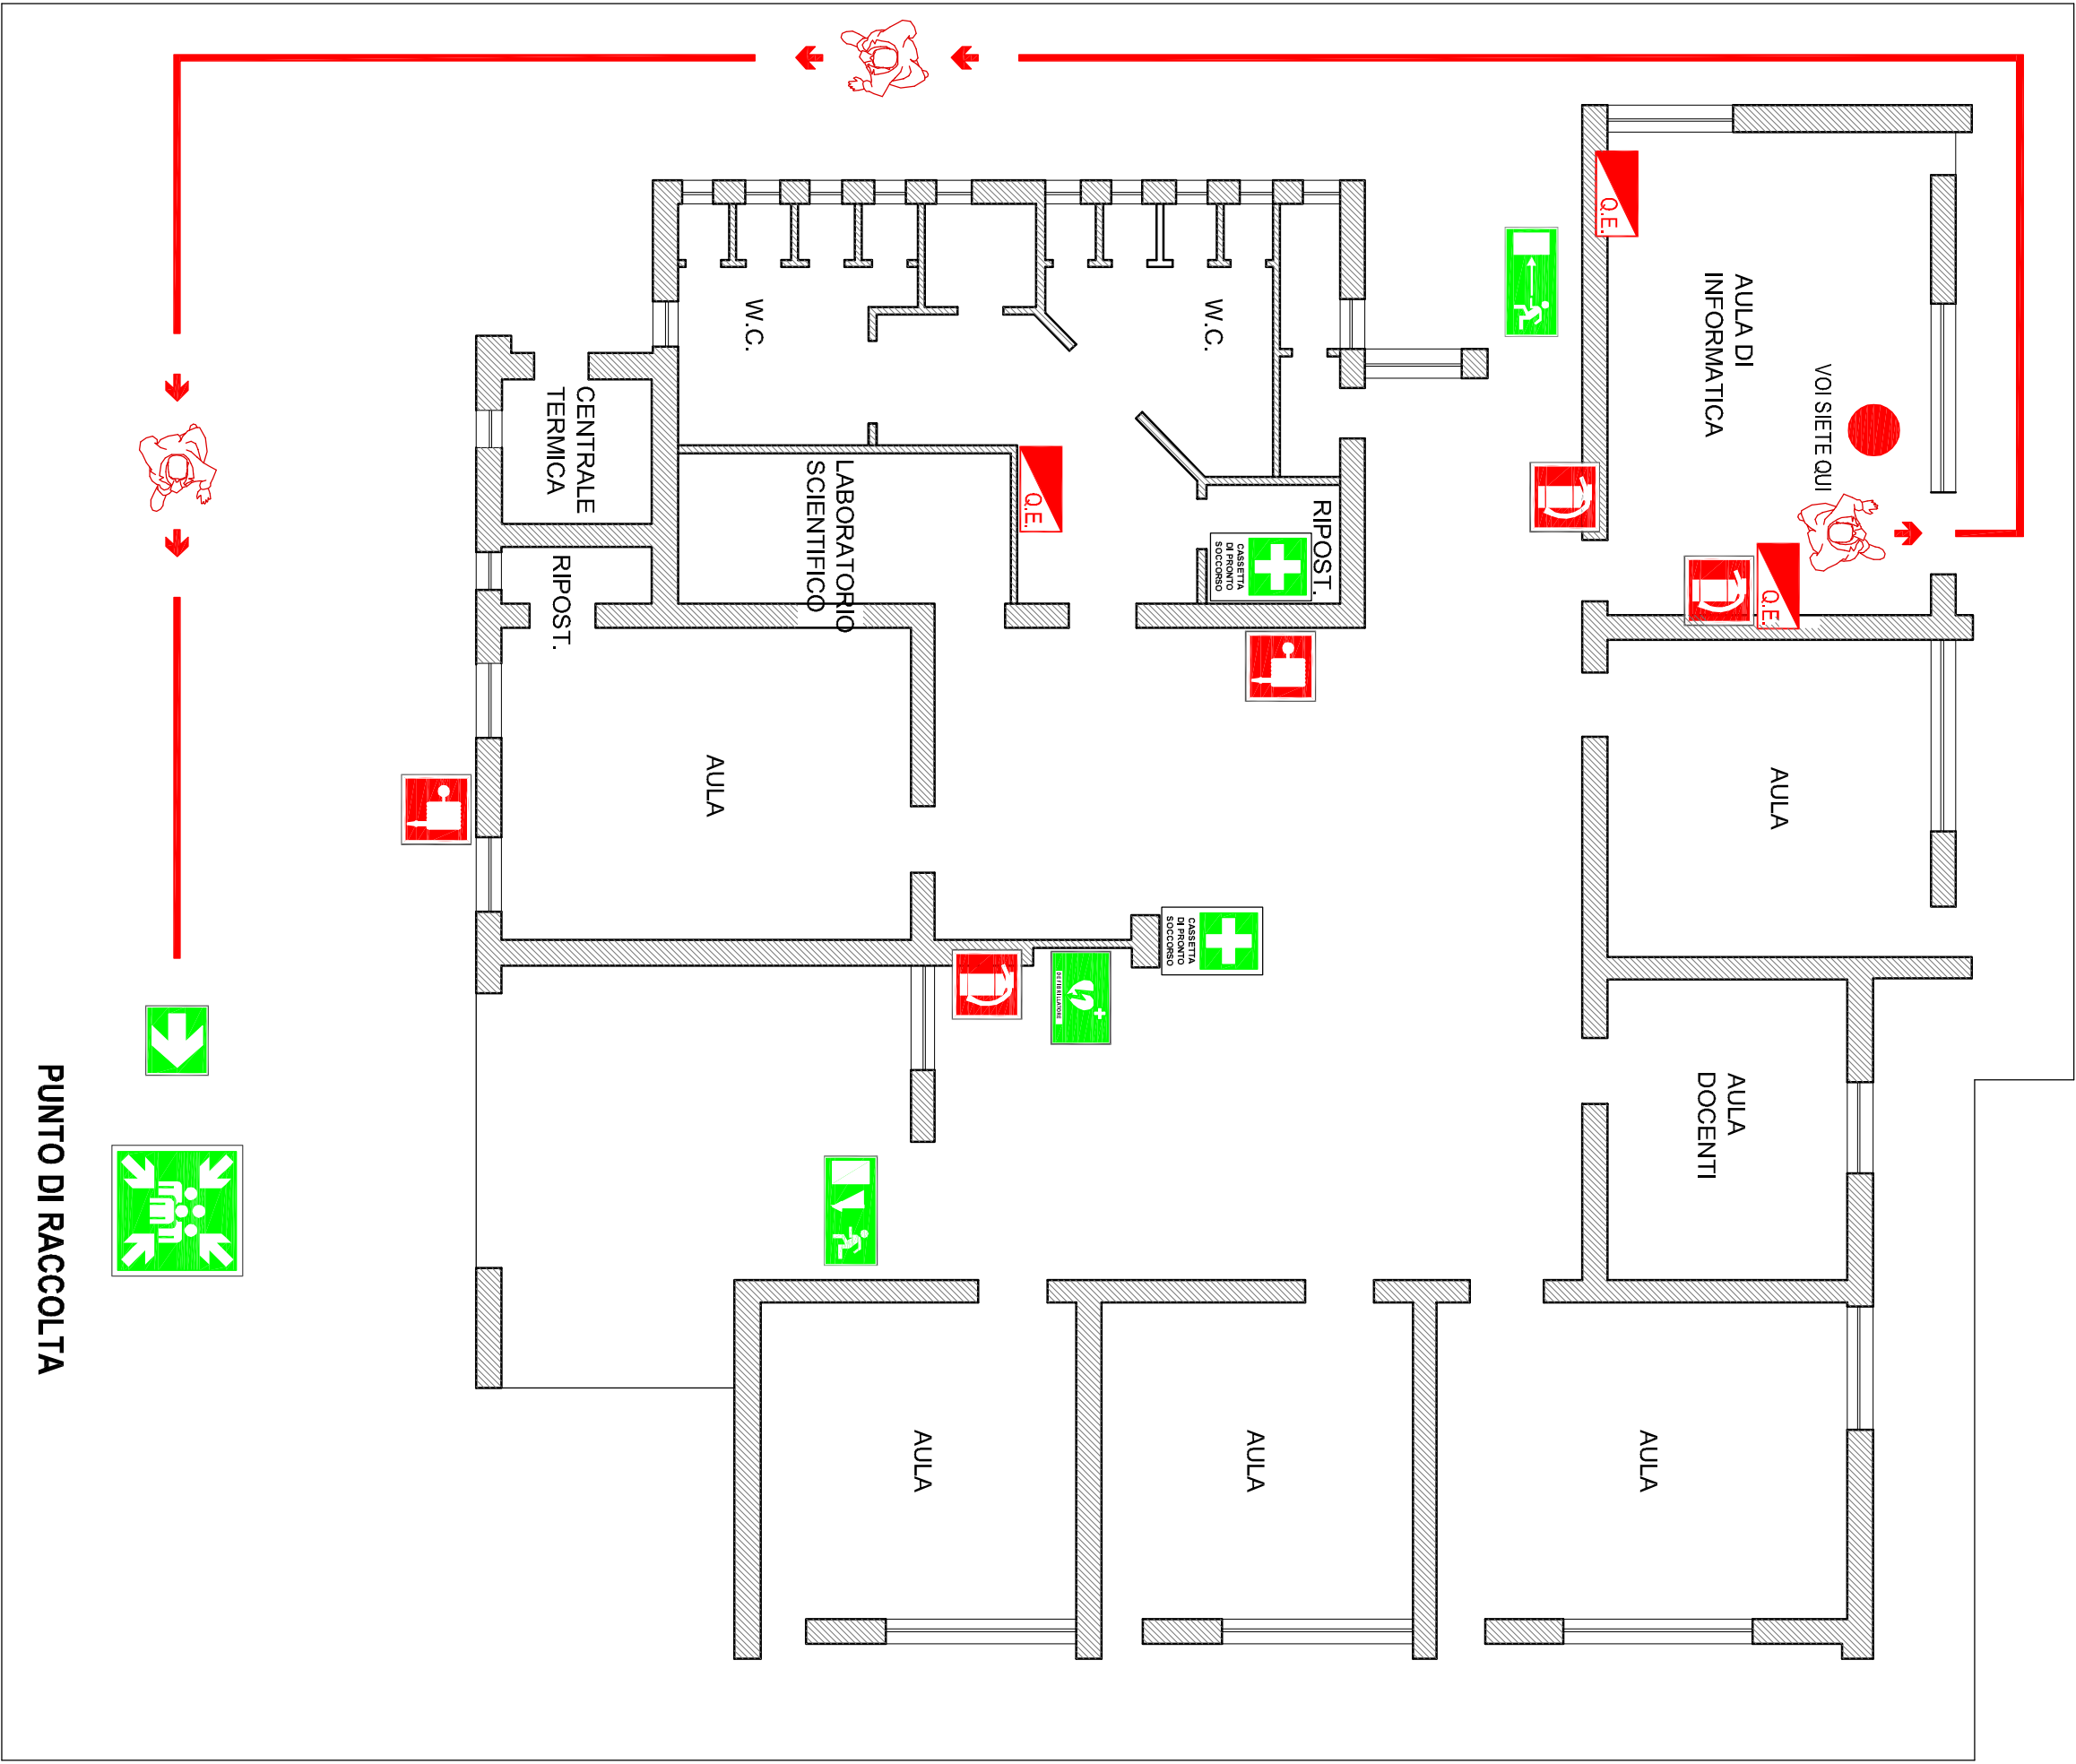 AULA DI
INFORMATICA
VOI SIETE QUI
Q.E.
Q.E.
Q.E.
W.C.
W.C.
CENTRALE
TERMICA
LABORATORIO
SCIENTIFICO
RIPOST.
CASSETTA
DI PRONTO
SOCCORSO
RIPOST.
AULA
AULA
CASSETTA
DI PRONTO
SOCCORSO
DEFIBRILLATORE
AULA
DOCENTI
AULA
AULA
AULA
PUNTO DI RACCOLTA